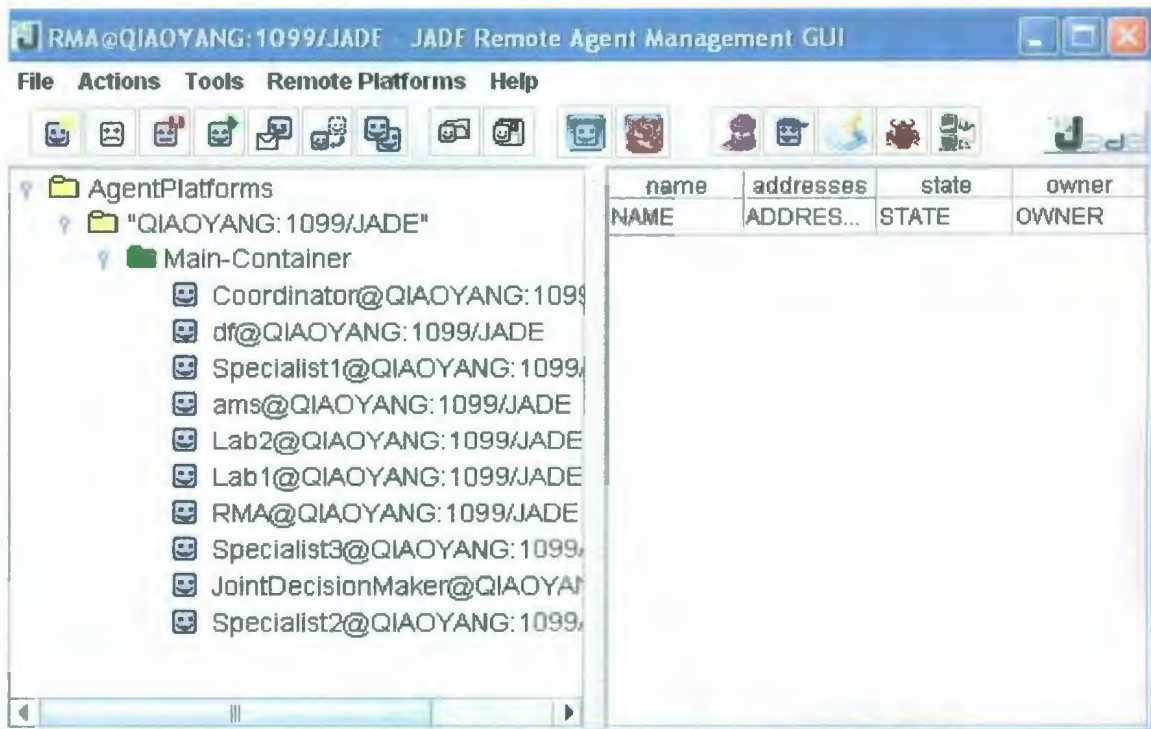 RMA@QIAOYANG:1099/JADE - JADE Remote Agent Management GUI
File Actions Tools Remote Platforms Help
Jade
name addresses state owner
NAME ADDRES... STATE OWNER
AgentPlatforms
"QIAOYANG:1099/JADE"
Main-Container
Coordinator@QIAOYANG:1099
df@QIAOYANG:1099/JADE
Specialist1@QIAOYANG:1099/
ams@QIAOYANG:1099/JADE
Lab2@QIAOYANG:1099/JADE
Lab1@QIAOYANG:1099/JADE
RMA@QIAOYANG:1099/JADE
Specialist3@QIAOYANG:1099/
JointDecisionMaker@QIAOYAN
Specialist2@QIAOYANG:1099/